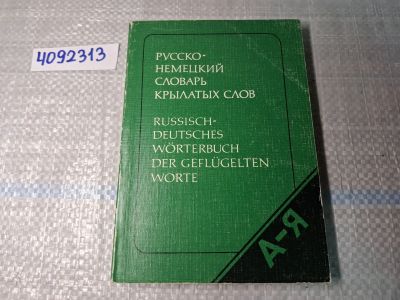 4092313
РУССКО-
НЕМЕЦКИЙ
СЛОВАРЬ
КРЫЛАТЫХ СЛОВ
RUSSISCH-
DEUTSCHES
WÖRTERBUCH
DER GEFLÜGELTEN
WORTE
А-Я